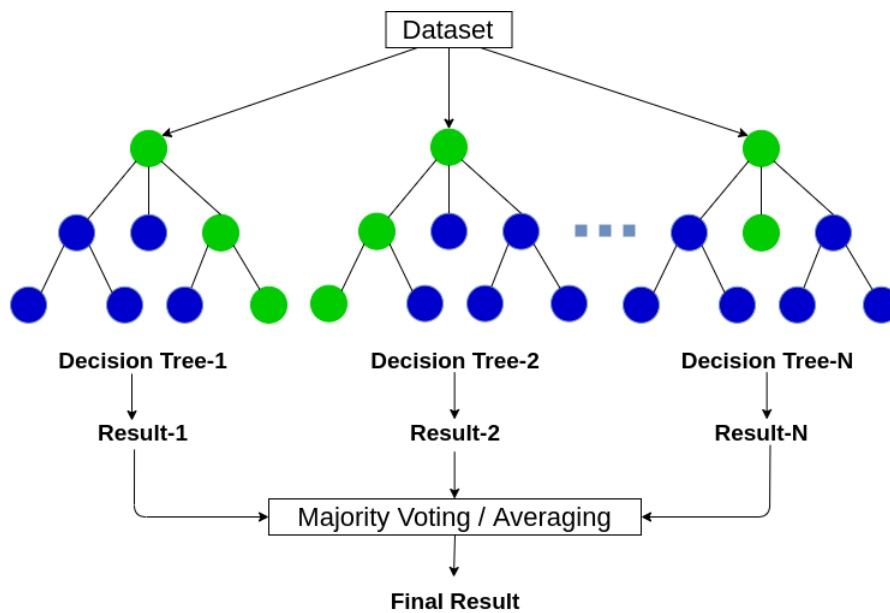 Dataset
Decision Tree-1
Decision Tree-2
Decision Tree-N
Result-1
Result-2
Result-N
Majority Voting / Averaging
Final Result